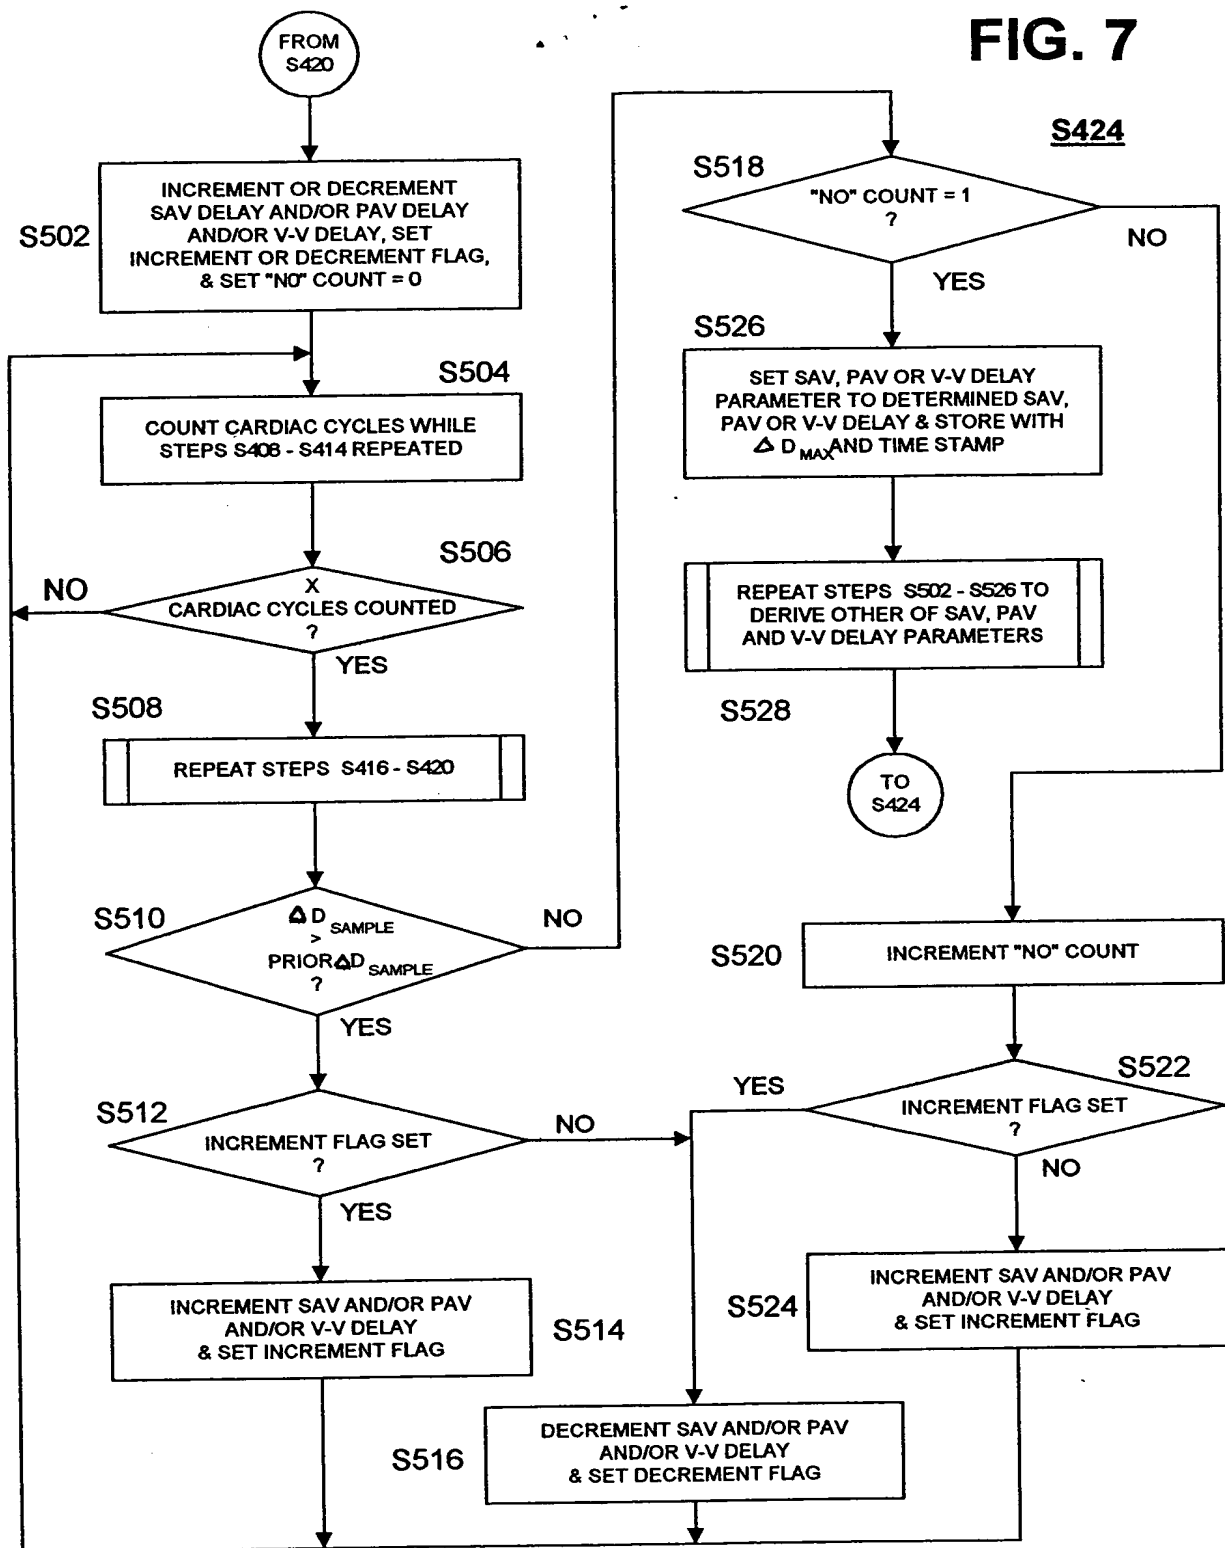 FIG. 7
S424
FROM
S420
S502
INCREMENT OR DECREMENT
SAV DELAY AND/OR PAV DELAY
AND/OR V-V DELAY, SET
INCREMENT OR DECREMENT FLAG,
& SET "NO" COUNT = 0
S504
COUNT CARDIAC CYCLES WHILE
STEPS S408 - S414 REPEATED
S506
X
CARDIAC CYCLES COUNTED
?
NO
YES
S508
REPEAT STEPS S416 - S420
S510
Δ D SAMPLE
>
PRIOR Δ D SAMPLE
?
NO
YES
S512
INCREMENT FLAG SET
?
NO
YES
INCREMENT SAV AND/OR PAV
AND/OR V-V DELAY
& SET INCREMENT FLAG
S514
S516
DECREMENT SAV AND/OR PAV
AND/OR V-V DELAY
& SET DECREMENT FLAG
S518
"NO" COUNT = 1
?
NO
YES
S526
SET SAV, PAV OR V-V DELAY
PARAMETER TO DETERMINED SAV,
PAV OR V-V DELAY & STORE WITH
Δ D MAX AND TIME STAMP
REPEAT STEPS S502 - S526 TO
DERIVE OTHER OF SAV, PAV
AND V-V DELAY PARAMETERS
S528
TO
S424
S520
INCREMENT "NO" COUNT
S522
INCREMENT FLAG SET
?
YES
NO
S524
INCREMENT SAV AND/OR PAV
AND/OR V-V DELAY
& SET INCREMENT FLAG